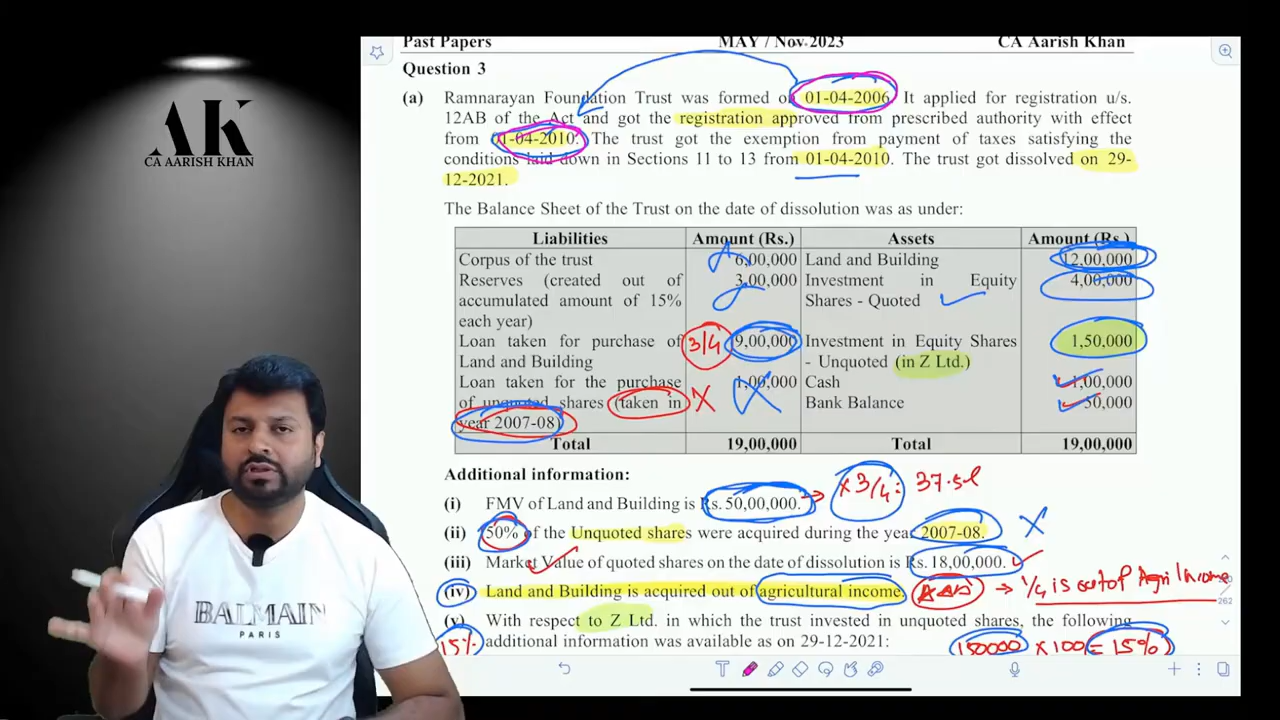 Past Papers MAY / Nov 2023 CA Aarish Khan
Question 3
(a) Ramnarayan Foundation Trust was formed on 01-04-2006. It applied for registration u/s.
12AB of the Act and got the registration approved from prescribed authority with effect
from 01-04-2010. The trust got the exemption from payment of taxes satisfying the
conditions laid down in Sections 11 to 13 from 01-04-2010. The trust got dissolved on 29-
12-2021.
The Balance Sheet of the Trust on the date of dissolution was as under:
Liabilities Amount (Rs.) Assets Amount (Rs.)
Corpus of the trust 6,00,000 Land and Building 12,00,000
Reserves (created out of 3,00,000 Investment in Equity 4,00,000
accumulated amount of 15% Shares - Quoted
each year)
Loan taken for purchase of 3/4 9,00,000 Investment in Equity Shares 1,50,000
Land and Building - Unquoted (in Z Ltd.)
Loan taken for the purchase 1,00,000 Cash 1,00,000
of unquoted shares (taken in X Bank Balance 50,000
year 2007-08)
Total 19,00,000 Total 19,00,000
Additional information:
(i) FMV of Land and Building is Rs. 50,00,000. → × 3/4 = 37.5l
(ii) 50% of the Unquoted shares were acquired during the year 2007-08. X
(iii) Market Value of quoted shares on the date of dissolution is Rs. 18,00,000.
(iv) Land and Building is acquired out of agricultural income. → 1/4 is out of Agri Income
(v) With respect to Z Ltd. in which the trust invested in unquoted shares, the following
15% additional information was available as on 29-12-2021: 150000 × 100 = 15%
262
AK
CA AARISH KHAN
BALMAIN
PARIS